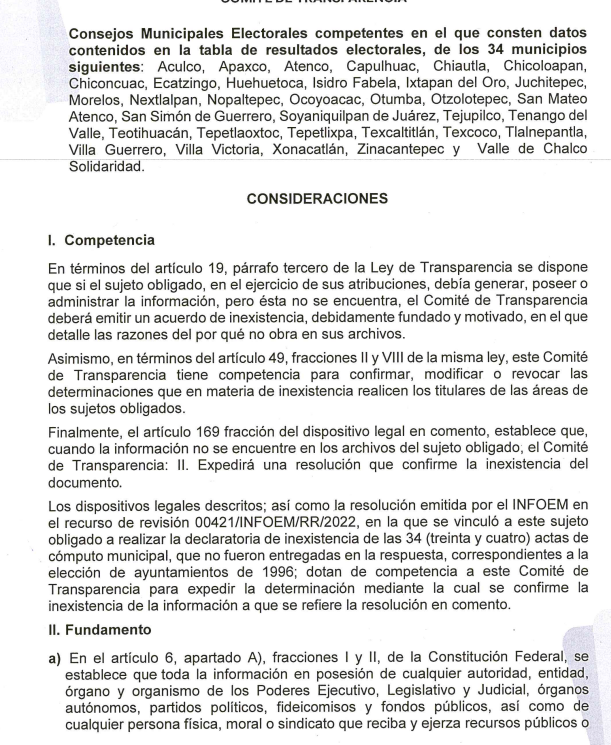 COMITÉ DE TRANSPARENCIA
Consejos Municipales Electorales competentes en el que consten datos
contenidos en la tabla de resultados electorales, de los 34 municipios
siguientes: Aculco, Apaxco, Atenco, Capulhuac, Chiautla, Chicoloapan,
Chiconcuac, Ecatzingo, Huehuetoca, Isidro Fabela, Ixtapan del Oro, Juchitepec,
Morelos, Nextlalpan, Nopaltepec, Ocoyoacac, Otumba, Otzolotepec, San Mateo
Atenco, San Simón de Guerrero, Soyaniquilpan de Juárez, Tejupilco, Tenango del
Valle, Teotihuacán, Tepetlaoxtoc, Tepetlixpa, Texcaltitlán, Texcoco, Tlalnepantla,
Villa Guerrero, Villa Victoria, Xonacatlán, Zinacantepec y Valle de Chalco
Solidaridad.
CONSIDERACIONES
I. Competencia
En términos del artículo 19, párrafo tercero de la Ley de Transparencia se dispone
que si el sujeto obligado, en el ejercicio de sus atribuciones, debía generar, poseer o
administrar la información, pero ésta no se encuentra, el Comité de Transparencia
deberá emitir un acuerdo de inexistencia, debidamente fundado y motivado, en el que
detalle las razones del por qué no obra en sus archivos.
Asimismo, en términos del artículo 49, fracciones II y VIII de la misma ley, este Comité
de Transparencia tiene competencia para confirmar, modificar o revocar las
determinaciones que en materia de inexistencia realicen los titulares de las áreas de
los sujetos obligados.
Finalmente, el artículo 169 fracción del dispositivo legal en comento, establece que,
cuando la información no se encuentre en los archivos del sujeto obligado, el Comité
de Transparencia: II. Expedirá una resolución que confirme la inexistencia del
documento.
Los dispositivos legales descritos; así como la resolución emitida por el INFOEM en
el recurso de revisión 00421/INFOEM/RR/2022, en la que se vinculó a este sujeto
obligado a realizar la declaratoria de inexistencia de las 34 (treinta y cuatro) actas de
cómputo municipal, que no fueron entregadas en la respuesta, correspondientes a la
elección de ayuntamientos de 1996; dotan de competencia a este Comité de
Transparencia para expedir la determinación mediante la cual se confirme la
inexistencia de la información a que se refiere la resolución en comento.
II. Fundamento
a) En el artículo 6, apartado A), fracciones I y II, de la Constitución Federal, se
establece que toda la información en posesión de cualquier autoridad, entidad,
órgano y organismo de los Poderes Ejecutivo, Legislativo y Judicial, órganos
autónomos, partidos políticos, fideicomisos y fondos públicos, así como de
cualquier persona física, moral o sindicato que reciba y ejerza recursos públicos o